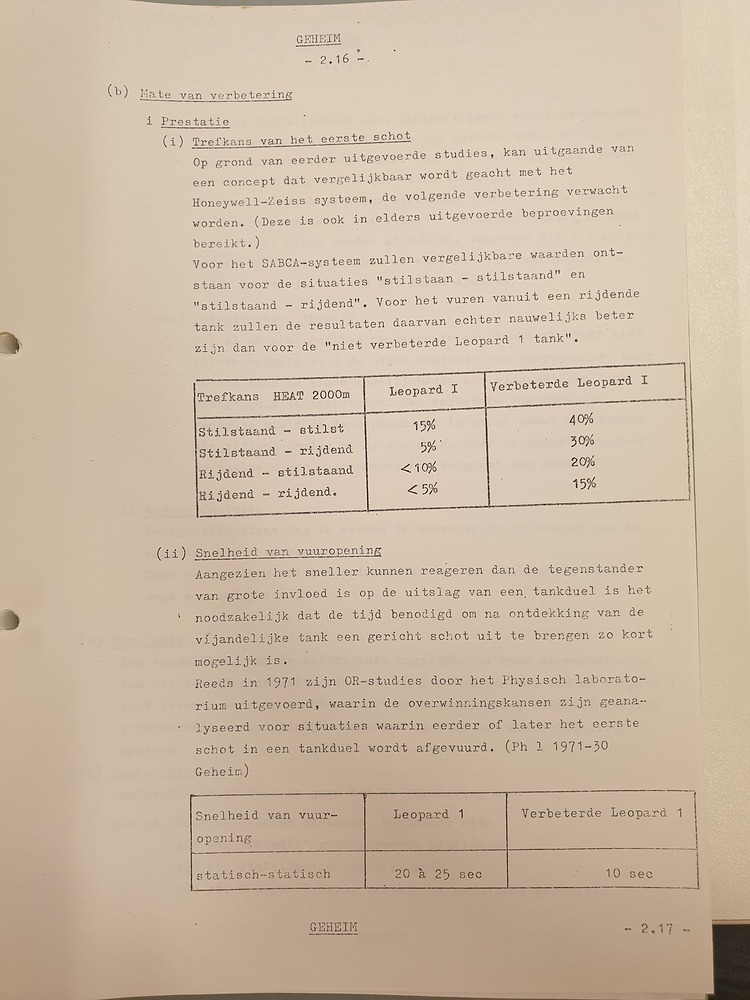 GEHEIM
- 2.16 -.
(b) Mate van verbetering
i Prestatie
(i) Trefkans van het eerste schot
Op grond van eerder uitgevoerde studies, kan uitgaande van
een concept dat vergelijkbaar wordt geacht met het
Honeywell-Zeiss systeem, de volgende verbetering verwacht
worden. (Deze is ook in elders uitgevoerde beproevingen
bereikt.)
Voor het SABCA-systeem zullen vergelijkbare waarden ont-
staan voor de situaties "stilstaan - stilstaand" en
"stilstaand - rijdend". Voor het vuren vanuit een rijdende
tank zullen de resultaten daarvan echter nauwelijks beter
zijn dan voor de "niet verbeterde Leopard 1 tank".
Trefkans HEAT 2000m Leopard I Verbeterde Leopard I
Stilstaand - stilst 15% 40%
Stilstaand - rijdend 5% 30%
Rijdend - stilstaand <10% 20%
Rijdend - rijdend. <5% 15%
(ii) Snelheid van vuuropening
Aangezien het sneller kunnen reageren dan de tegenstander
van grote invloed is op de uitslag van een tankduel is het
noodzakelijk dat de tijd benodigd om na ontdekking van de
vijandelijke tank een gericht schot uit te brengen zo kort
mogelijk is.
Reeds in 1971 zijn OR-studies door het Physisch laborato-
rium uitgevoerd, waarin de overwinningskansen zijn geana-
lyseerd voor situaties waarin eerder of later het eerste
schot in een tankduel wordt afgevuurd. (Ph l 1971-30
Geheim)
Snelheid van vuur- Leopard 1 Verbeterde Leopard 1
opening
statisch-statisch 20 à 25 sec 10 sec
GEHEIM
- 2.17 -